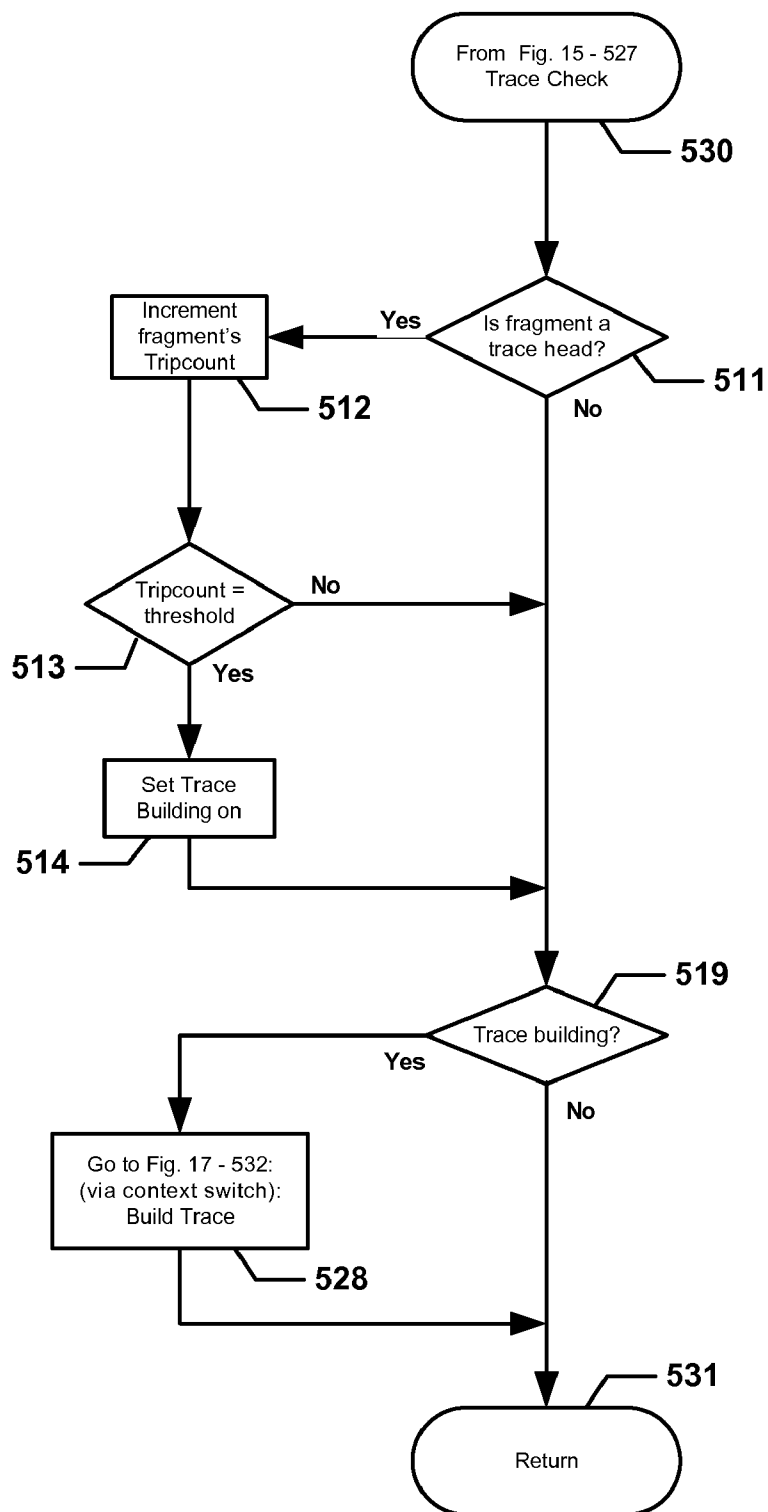 From Fig. 15 - 527
Trace Check
530
Is fragment a
trace head?
511
Yes
No
Increment
fragment's
Tripcount
512
Tripcount =
threshold
513
No
Yes
Set Trace
Building on
514
519
Trace building?
Yes
No
Go to Fig. 17 - 532:
(via context switch):
Build Trace
528
531
Return